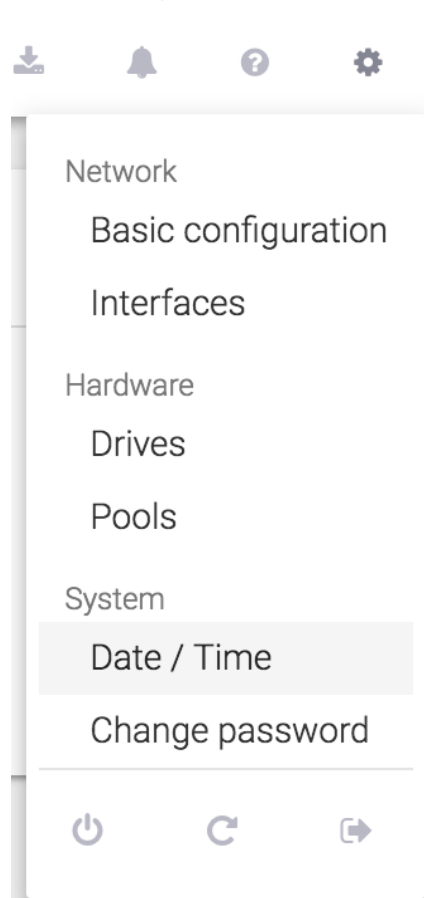 Network
Basic configuration
Interfaces
Hardware
Drives
Pools
System
Date / Time
Change password